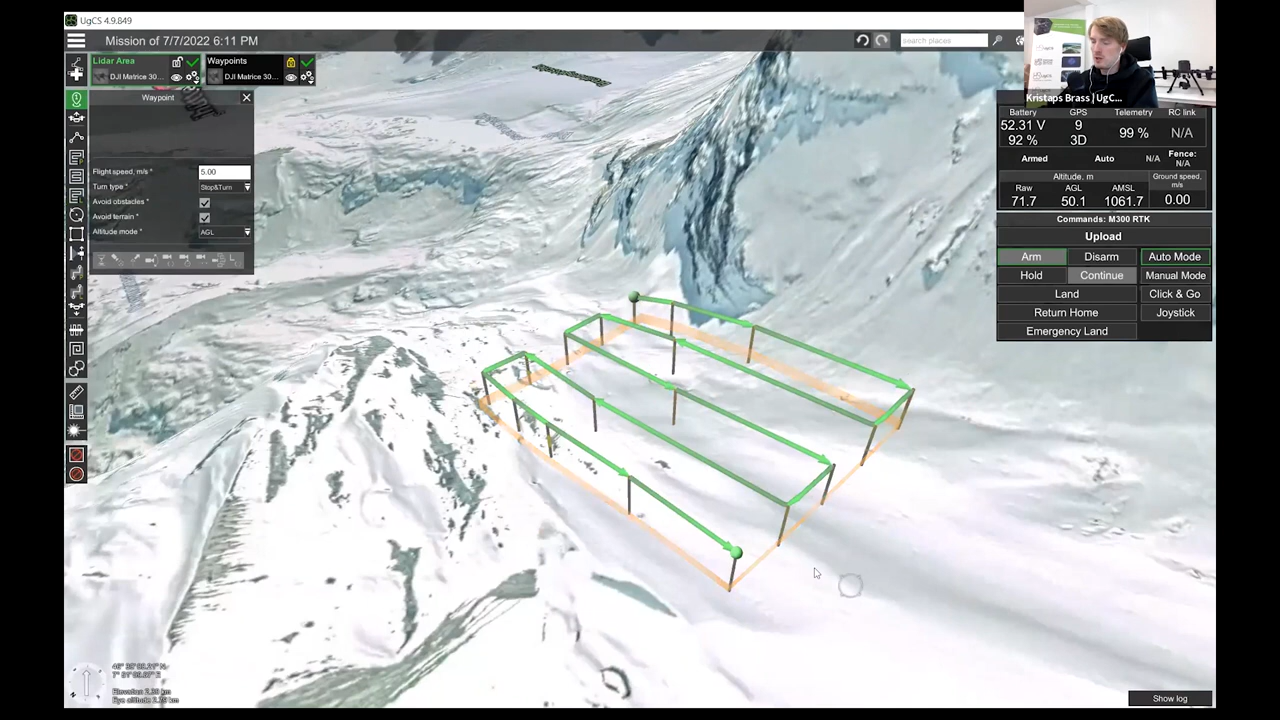 UgCS 4.9.849
Mission of 7/7/2022 6:11 PM
search places
Lidar Area
DJI Matrice 30...
Waypoints
DJI Matrice 30...
Waypoint
Flight speed, m/s *
5.00
Turn type *
Stop&Turn
Avoid obstacles *
Avoid terrain *
Altitude mode *
AGL
Kristaps Brass | UgC...
Battery
GPS
Telemetry
RC link
52.31 V
92 %
9
3D
99 %
N/A
Armed
Auto
N/A
Fence:
N/A
Altitude, m
Ground speed,
m/s
Raw
AGL
AMSL
71.7
50.1
1061.7
0.00
Commands: M300 RTK
Upload
Arm
Disarm
Auto Mode
Hold
Continue
Manual Mode
Land
Click & Go
Return Home
Joystick
Emergency Land
Show log